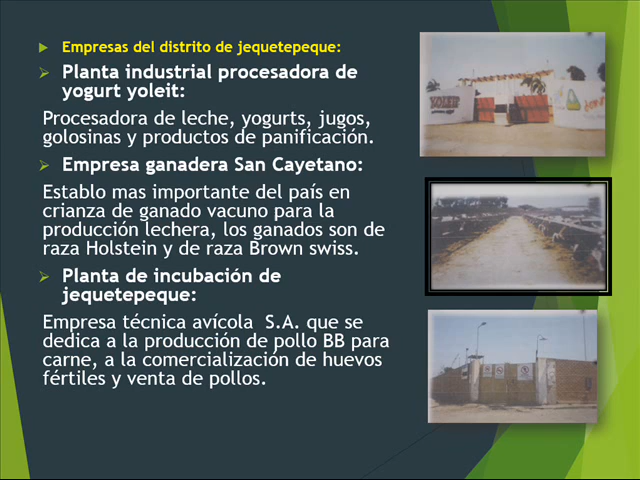 Empresas del distrito de jequetepeque:
Planta industrial procesadora de
yogurt yoleit:
Procesadora de leche, yogurts, jugos,
golosinas y productos de panificación.
Empresa ganadera San Cayetano:
Establo mas importante del país en
crianza de ganado vacuno para la
producción lechera, los ganados son de
raza Holstein y de raza Brown swiss.
Planta de incubación de
jequetepeque:
Empresa técnica avícola  S.A. que se
dedica a la producción de pollo BB para
carne, a la comercialización de huevos
fértiles y venta de pollos.
YOLEIT